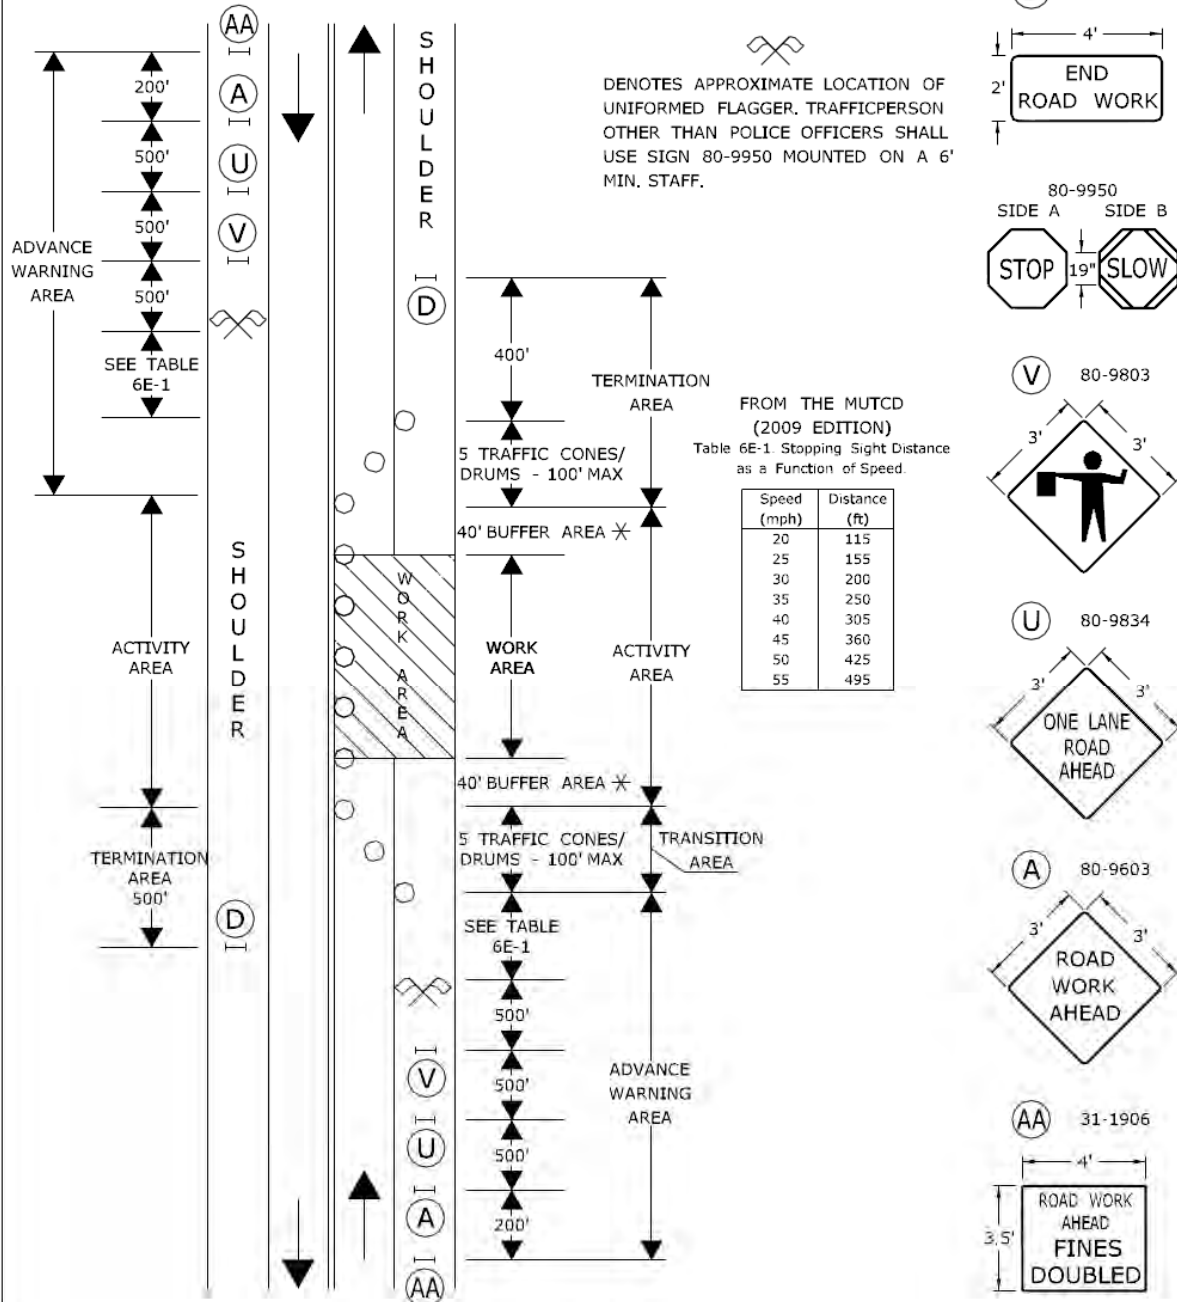 AA
200'
A
500'
U
500'
V
ADVANCE
WARNING
AREA
500'
SEE TABLE
6E-1
SHOULDER
ACTIVITY
AREA
TERMINATION
AREA
500'
D
SHOULDER
D
400'
TERMINATION
AREA
5 TRAFFIC CONES/
DRUMS - 100' MAX
40' BUFFER AREA *
WORK AREA
WORK
AREA
ACTIVITY
AREA
40' BUFFER AREA *
5 TRAFFIC CONES/
DRUMS - 100' MAX
TRANSITION
AREA
SEE TABLE
6E-1
500'
V
500'
ADVANCE
WARNING
AREA
U
500'
A
200'
AA
DENOTES APPROXIMATE LOCATION OF
UNIFORMED FLAGGER. TRAFFICPERSON
OTHER THAN POLICE OFFICERS SHALL
USE SIGN 80-9950 MOUNTED ON A 6'
MIN. STAFF.
FROM THE MUTCD
(2009 EDITION)
Table 6E-1. Stopping Sight Distance
as a Function of Speed.
Speed Distance
(mph) (ft)
20 115
25 155
30 200
35 250
40 305
45 360
50 425
55 495
4'
2'
END
ROAD WORK
80-9950
SIDE A SIDE B
STOP 19" SLOW
V 80-9803
3' 3'
U 80-9834
3' 3'
ONE LANE
ROAD
AHEAD
A 80-9603
3' 3'
ROAD
WORK
AHEAD
AA 31-1906
4'
3.5'
ROAD WORK
AHEAD
FINES
DOUBLED